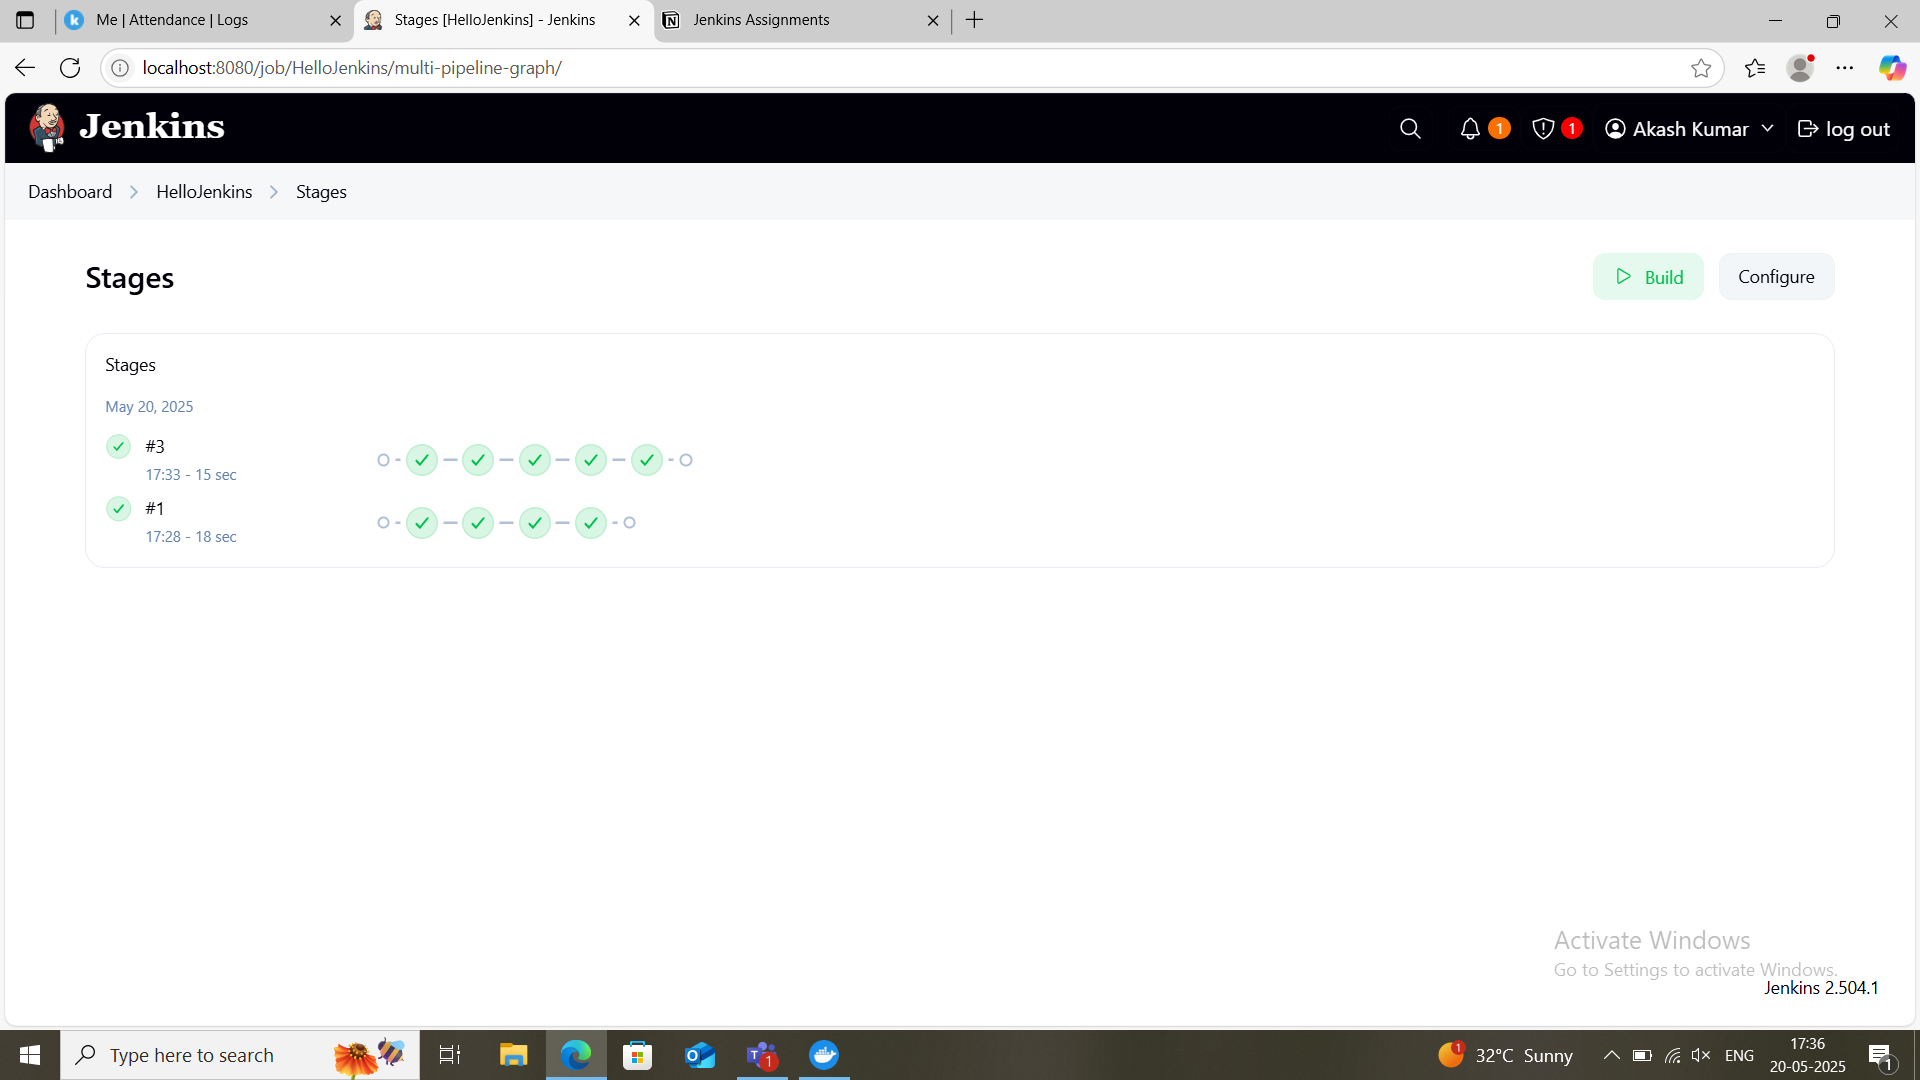 Me | Attendance | Logs
Stages [HelloJenkins] - Jenkins
Jenkins Assignments
localhost:8080/job/HelloJenkins/multi-pipeline-graph/
Jenkins
1
1
Akash Kumar
log out
Dashboard
HelloJenkins
Stages
Stages
Build
Configure
Stages
May 20, 2025
#3
17:33 - 15 sec
#1
17:28 - 18 sec
Activate Windows
Go to Settings to activate Windows.
Jenkins 2.504.1
Type here to search
1
1
32°C Sunny
ENG
17:36
20-05-2025
1